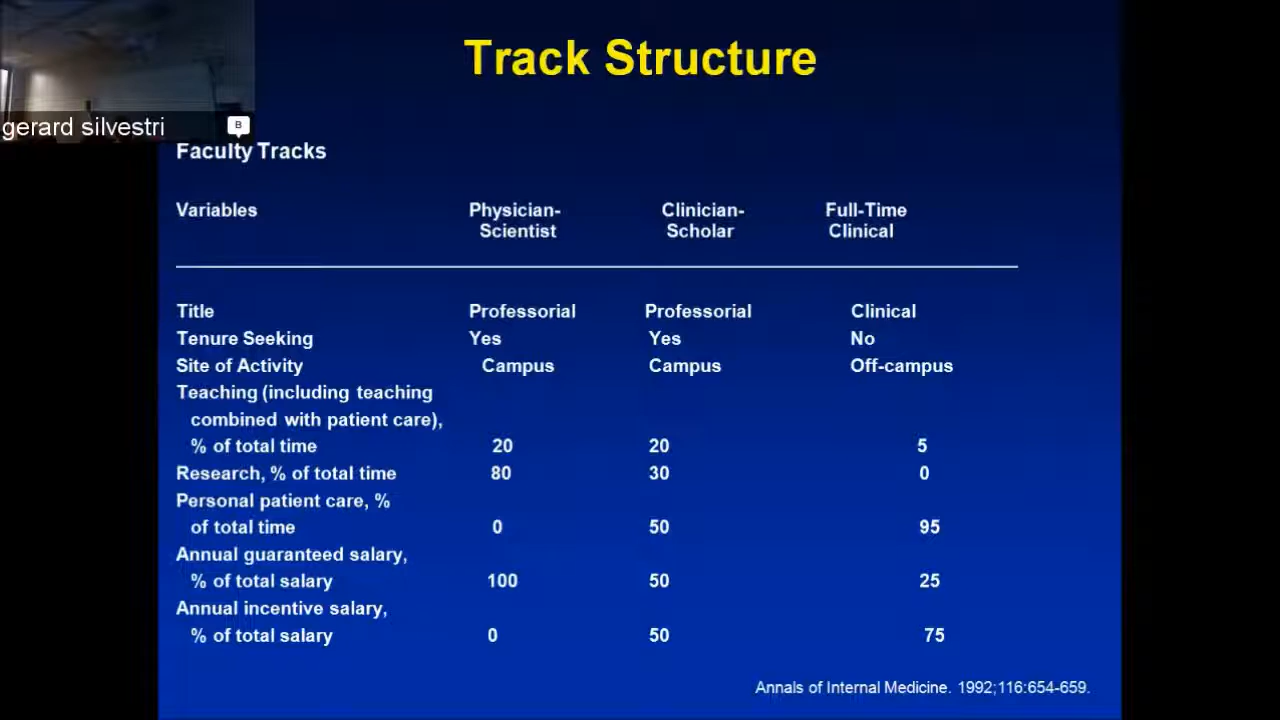 Track Structure
gerard silvestri
B
Faculty Tracks
Variables Physician- Clinician- Full-Time
Scientist Scholar Clinical
Title Professorial Professorial Clinical
Tenure Seeking Yes Yes No
Site of Activity Campus Campus Off-campus
Teaching (including teaching
combined with patient care),
% of total time 20 20 5
Research, % of total time 80 30 0
Personal patient care, %
of total time 0 50 95
Annual guaranteed salary,
% of total salary 100 50 25
Annual incentive salary,
% of total salary 0 50 75
Annals of Internal Medicine. 1992;116:654-659.